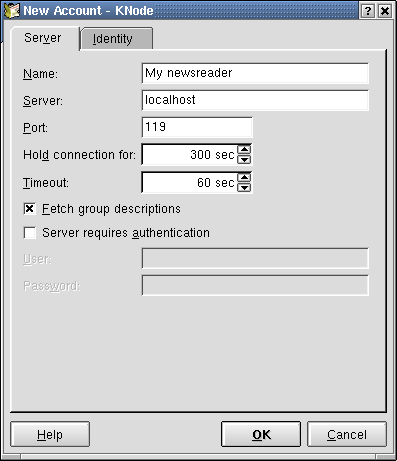 New Account - KNode
Server Identity
Name: My newsreader
Server: localhost
Port: 119
Hold connection for: 300 sec
Timeout: 60 sec
Fetch group descriptions
Server requires authentication
User:
Password:
Help OK Cancel